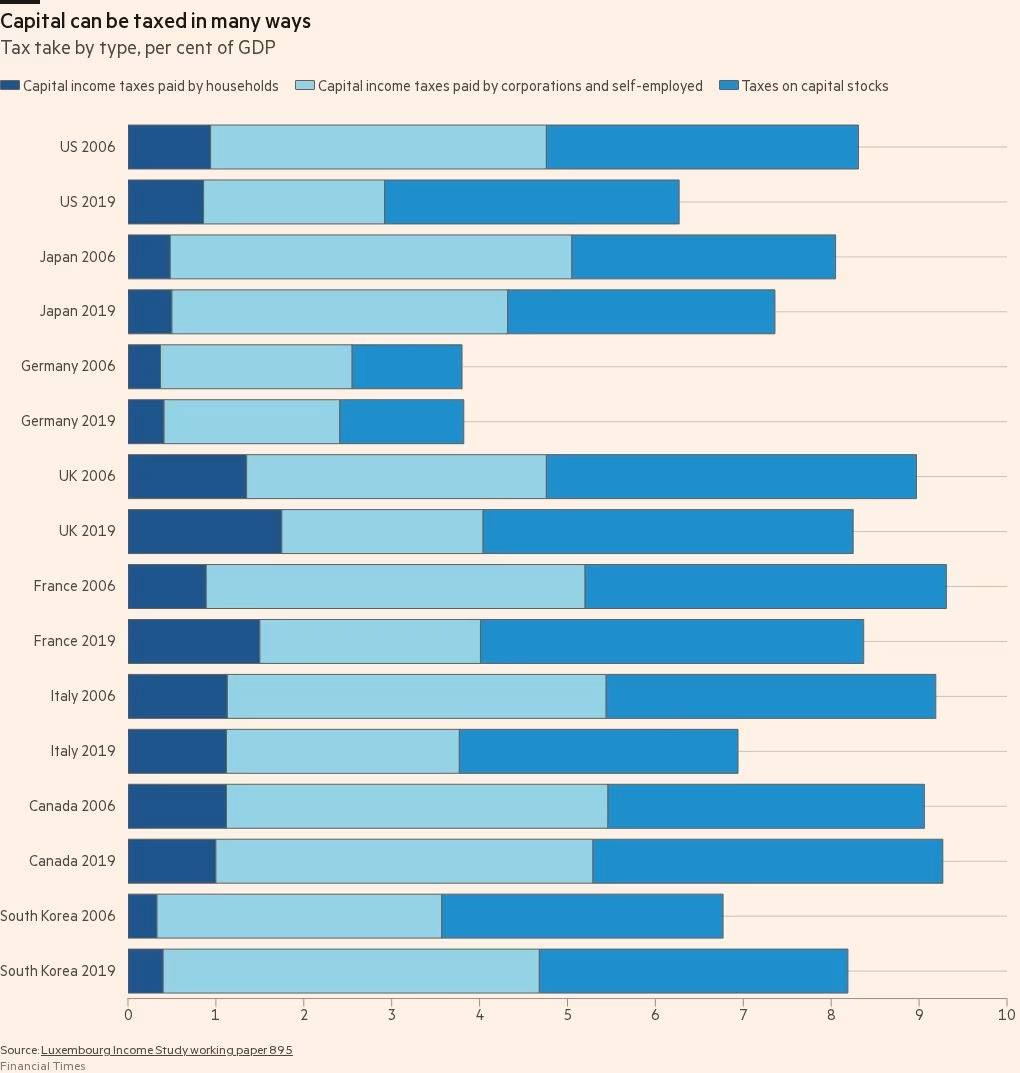 Capital can be taxed in many ways
Tax take by type, per cent of GDP
Capital income taxes paid by households Capital income taxes paid by corporations and self-employed Taxes on capital stocks
US 2006
US 2019
Japan 2006
Japan 2019
Germany 2006
Germany 2019
UK 2006
UK 2019
France 2006
France 2019
Italy 2006
Italy 2019
Canada 2006
Canada 2019
South Korea 2006
South Korea 2019
0 1 2 3 4 5 6 7 8 9 10
Source: Luxembourg Income Study working paper 895
Financial Times